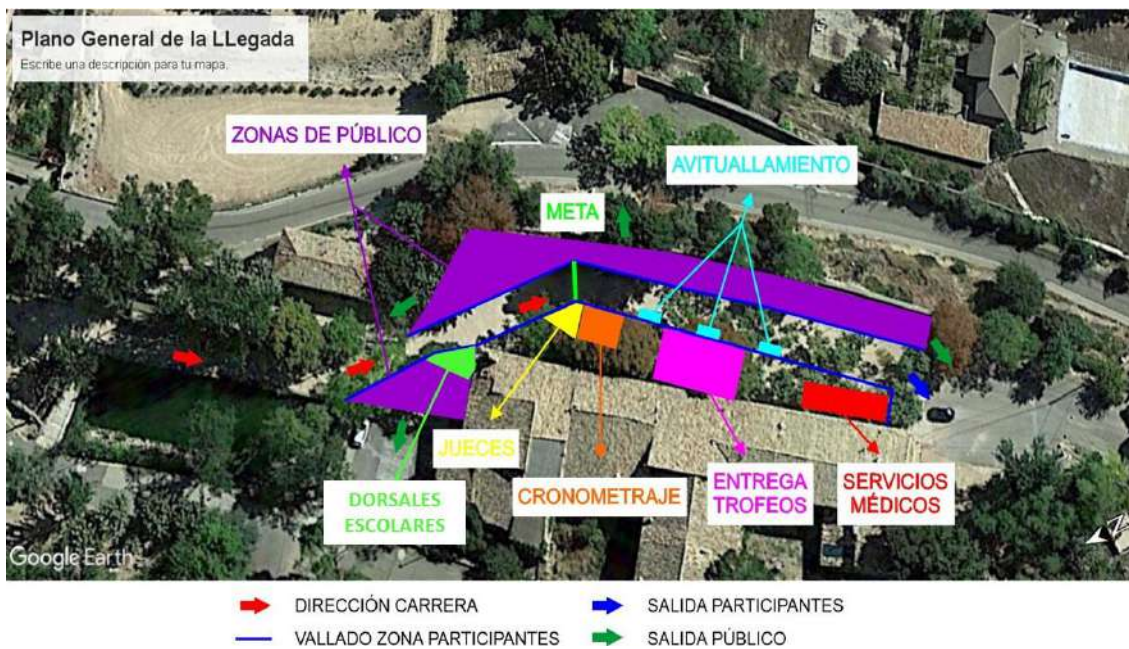 Plano General de la LLegada
Escribe una descripción para tu mapa.
ZONAS DE PÚBLICO
AVITUALLAMIENTO
META
JUECES
DORSALES
ESCOLARES
CRONOMETRAJE
ENTREGA
TROFEOS
SERVICIOS
MÉDICOS
Google Earth
N
DIRECCIÓN CARRERA
SALIDA PARTICIPANTES
VALLADO ZONA PARTICIPANTES
SALIDA PÚBLICO